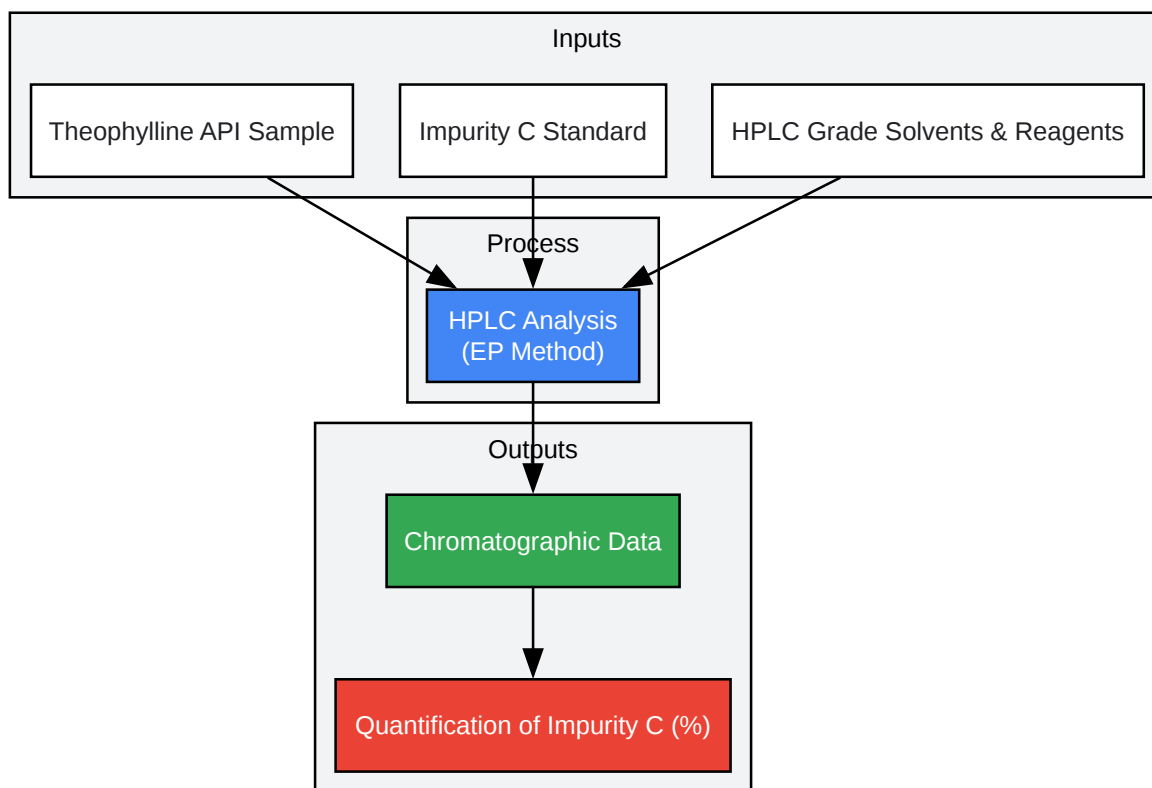 Inputs
Theophylline API Sample
Impurity C Standard
HPLC Grade Solvents & Reagents
Process
HPLC Analysis
(EP Method)
Outputs
Chromatographic Data
Quantification of Impurity C (%)